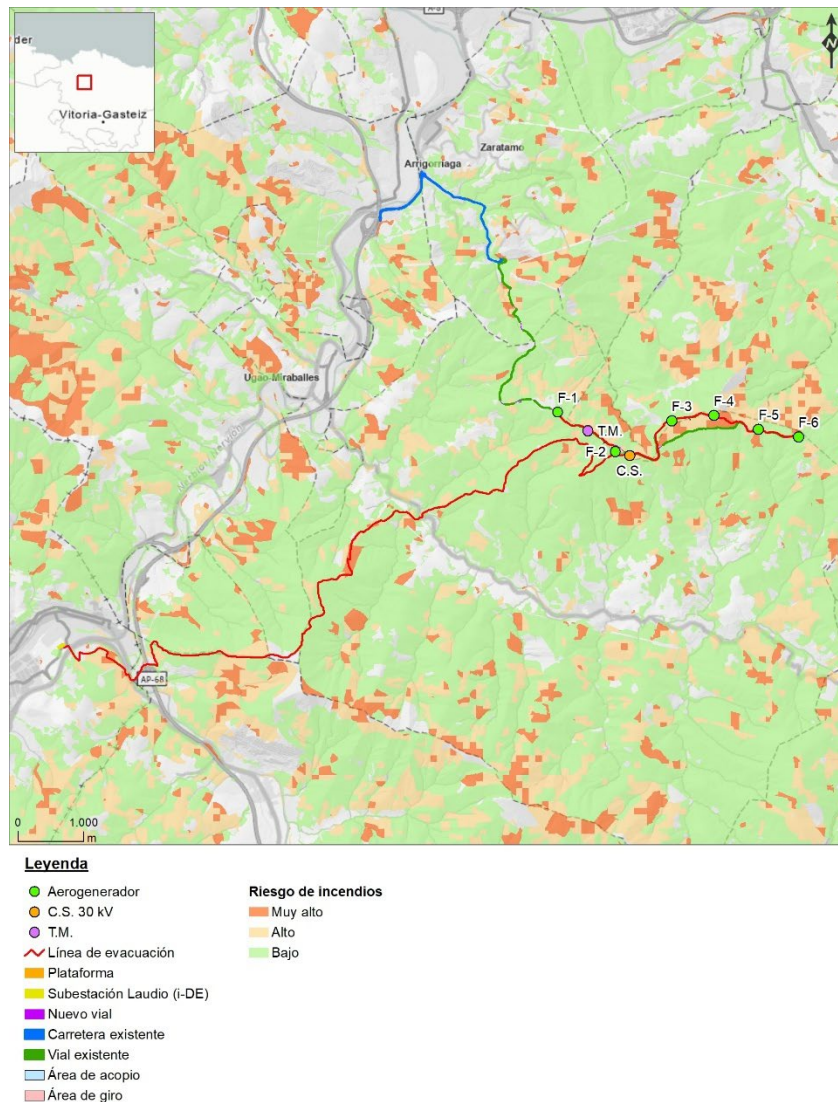 der
Vitoria-Gasteiz
Zaratamo
Arrigorriaga
Ugao-Miraballes
F-1
T.M.
F-2
C.S.
F-3
F-4
F-5
F-6
AP-68
0 1.000
m
Leyenda
Aerogenerador
C.S. 30 kV
T.M.
Línea de evacuación
Plataforma
Subestación Laudio (i-DE)
Nuevo vial
Carretera existente
Vial existente
Área de acopio
Área de giro
Riesgo de incendios
Muy alto
Alto
Bajo